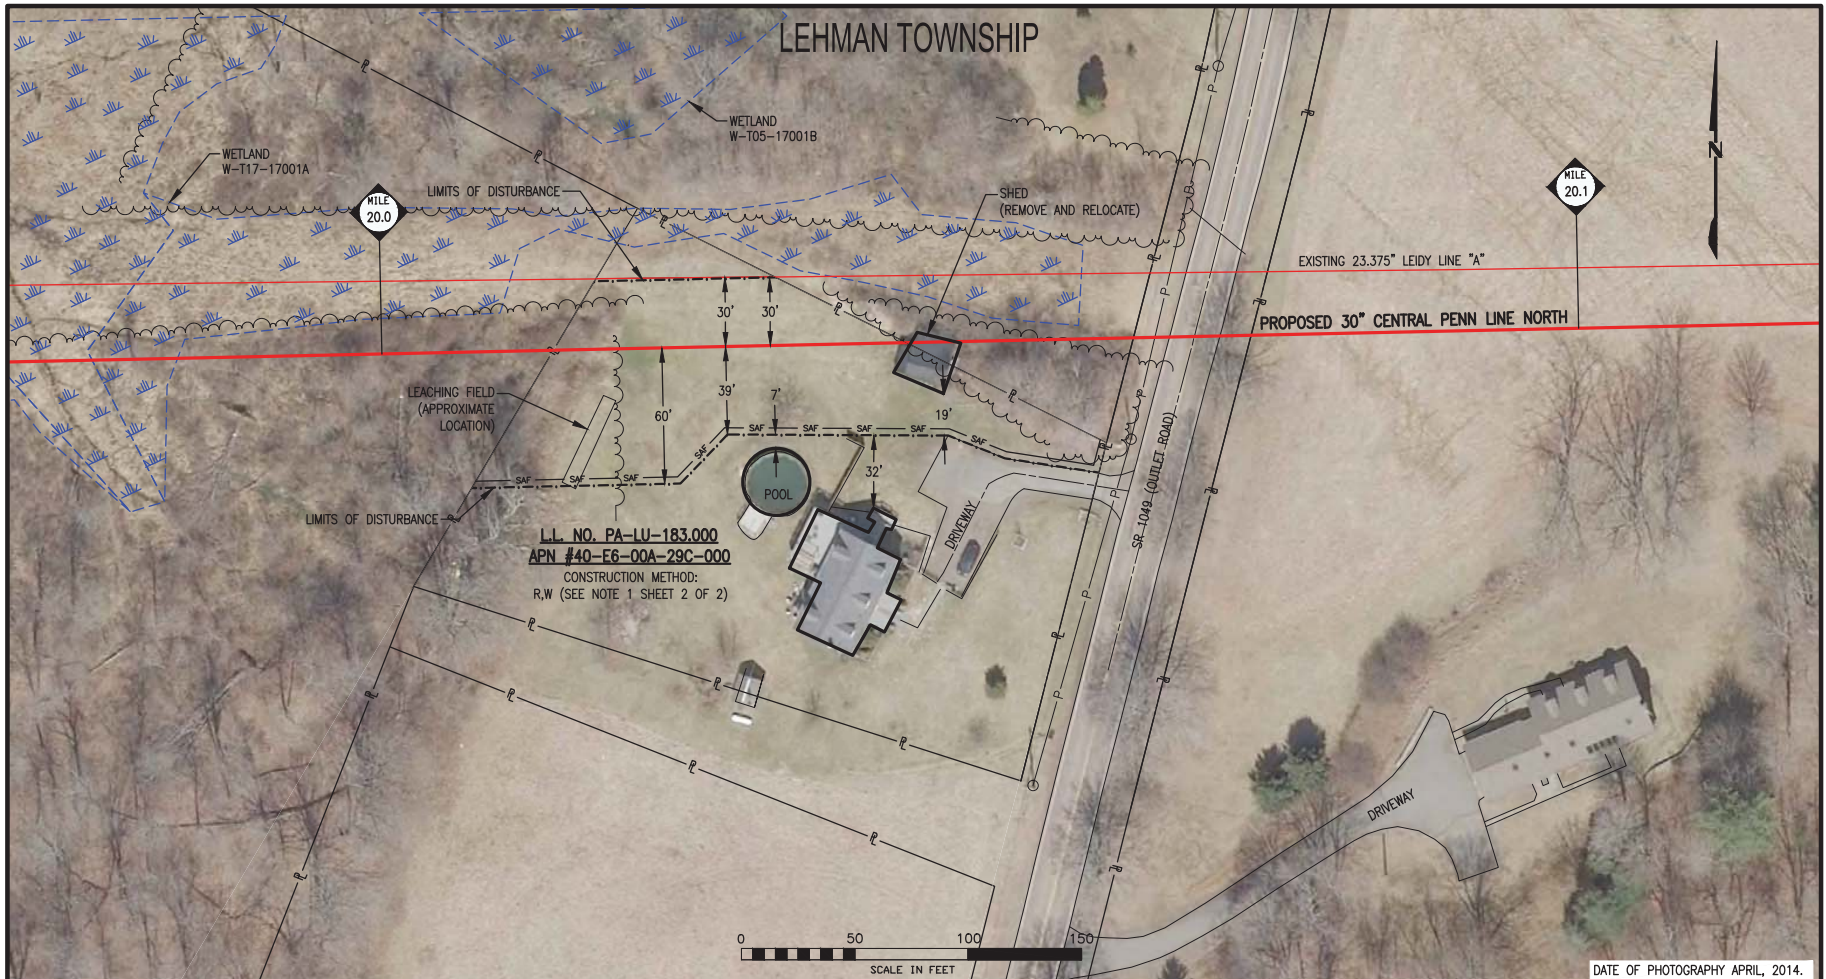 LEHMAN TOWNSHIP
WETLAND
W-T05-17001B
WETLAND
W-T17-17001A
LIMITS OF DISTURBANCE
MILE
20.0
SHED
(REMOVE AND RELOCATE)
MILE
20.1
N
EXISTING 23.375" LEIDY LINE "A"
PROPOSED 30" CENTRAL PENN LINE NORTH
30'
30'
39'
7'
60'
19'
32'
LEACHING FIELD
(APPROXIMATE
LOCATION)
SAF
SAF
SAF
SAF
SAF
SAF
SAF
SAF
SAF
POOL
LIMITS OF DISTURBANCE
L.L. NO. PA-LU-183.000
APN #40-E6-00A-29C-000
CONSTRUCTION METHOD:
R,W (SEE NOTE 1 SHEET 2 OF 2)
DRIVEWAY
SR 1049 (OUTLET ROAD)
P
P
P
P
P
P
P
DRIVEWAY
0 50 100 150
SCALE IN FEET
DATE OF PHOTOGRAPHY APRIL, 2014.